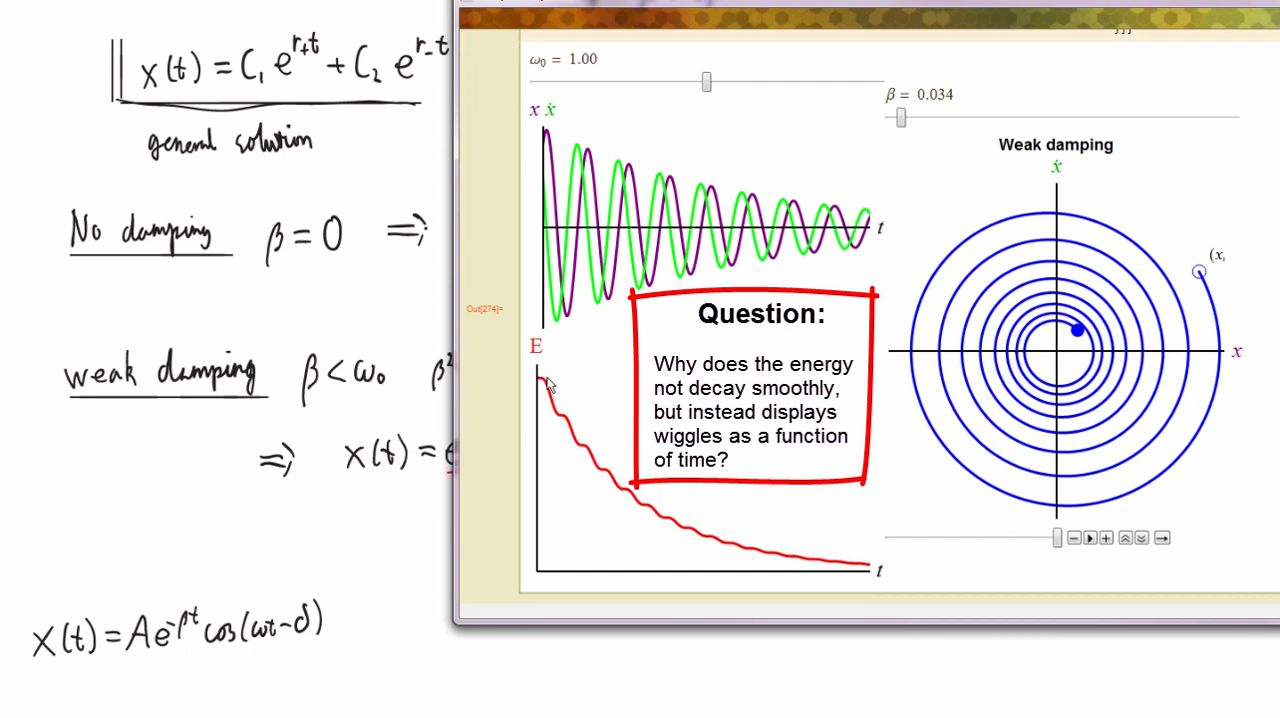 x(t) = C₁ e^{r₊t} + C₂ e^{r₋t}
general solution
No damping β = 0 ⇒
weak damping β < ω₀ β²
⇒ x(t) =
x(t) = A e^{-βt} cos(ωt - δ)
ω₀ = 1.00
x ẋ
t
Out[274]=
E
t
Question:
Why does the energy
not decay smoothly,
but instead displays
wiggles as a function
of time?
β = 0.034
Weak damping
ẋ
(x,
x